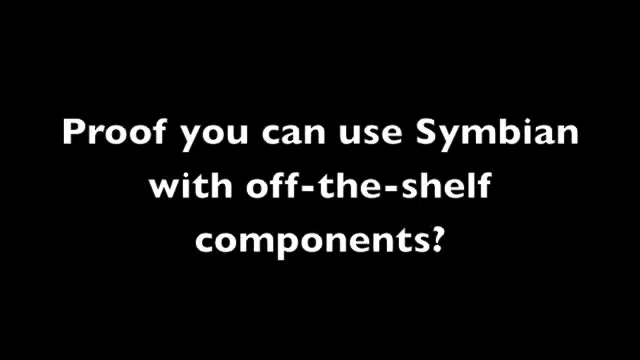 Proof you can use Symbian
with off-the-shelf
components?